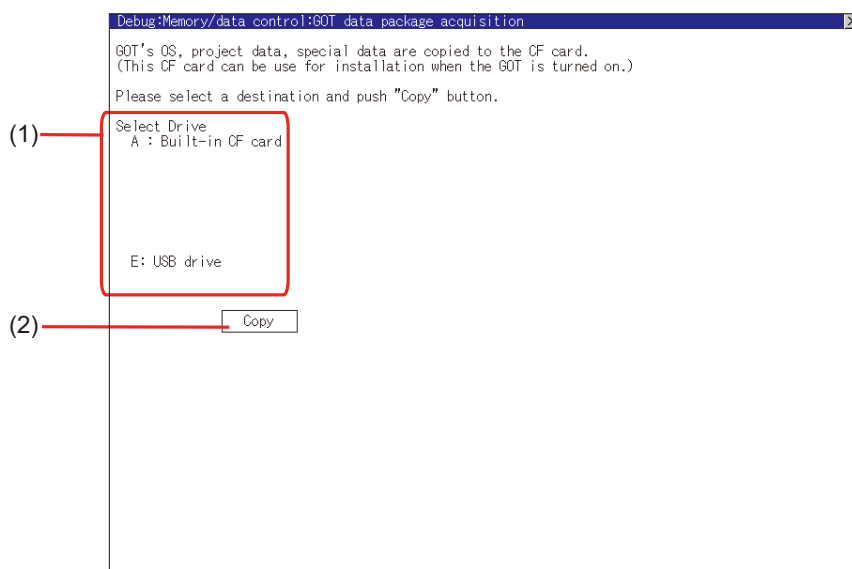 Debug:Memory/data control:GOT data package acquisition
GOT's OS, project data, special data are copied to the CF card.
(This CF card can be use for installation when the GOT is turned on.)
Please select a destination and push "Copy" button.
(1)
Select Drive
A : Built-in CF card
E: USB drive
(2)
Copy